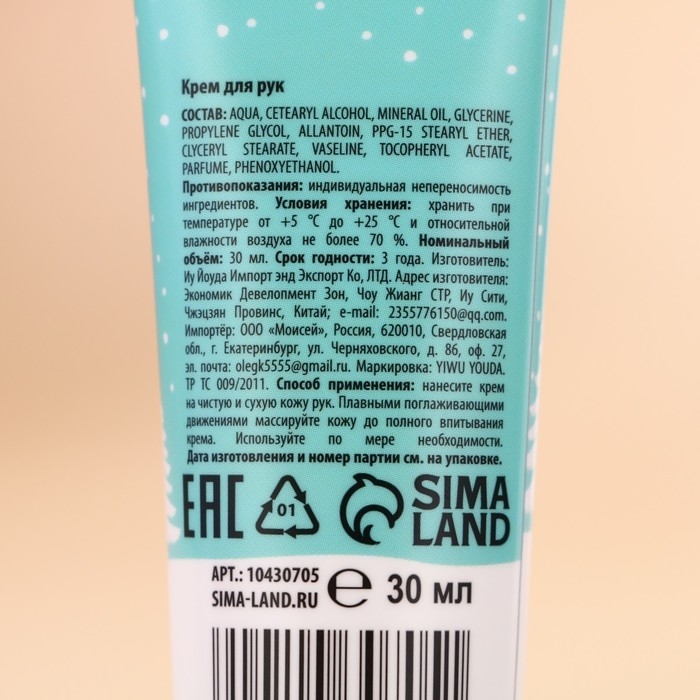 Крем для рук
СОСТАВ: AQUA, CETEARYL ALCOHOL, MINERAL OIL, GLYCERINE,
PROPYLENE GLYCOL, ALLANTOIN, PPG-15 STEARYL ETHER,
CLYCERYL STEARATE, VASELINE, TOCOPHERYL ACETATE,
PARFUME, PHENOXYETHANOL.
Противопоказания: индивидуальная непереносимость
ингредиентов. Условия хранения: хранить при
температуре от +5 °С до +25 °С и относительной
влажности воздуха не более 70 %. Номинальный
объём: 30 мл. Срок годности: 3 года. Изготовитель:
Иу Йоуда Импорт энд Экспорт Ко, ЛТД. Адрес изготовителя:
Экономик Девелопмент Зон, Чоу Жианг СТР, Иу Сити,
Чжэцзян Провинс, Китай; e-mail: 2355776150@qq.com.
Импортёр: ООО «Моисей», Россия, 620010, Свердловская
обл., г. Екатеринбург, ул. Черняховского, д. 86, оф. 27,
эл. почта: olegk5555@gmail.ru. Маркировка: YIWU YOUDA.
ТР ТС 009/2011. Способ применения: нанесите крем
на чистую и сухую кожу рук. Плавными поглаживающими
движениями массируйте кожу до полного впитывания
крема. Используйте по мере необходимости.
Дата изготовления и номер партии см. на упаковке.
EAC 01 SIMA
LAND
АРТ.: 10430705
SIMA-LAND.RU ℮ 30 мл